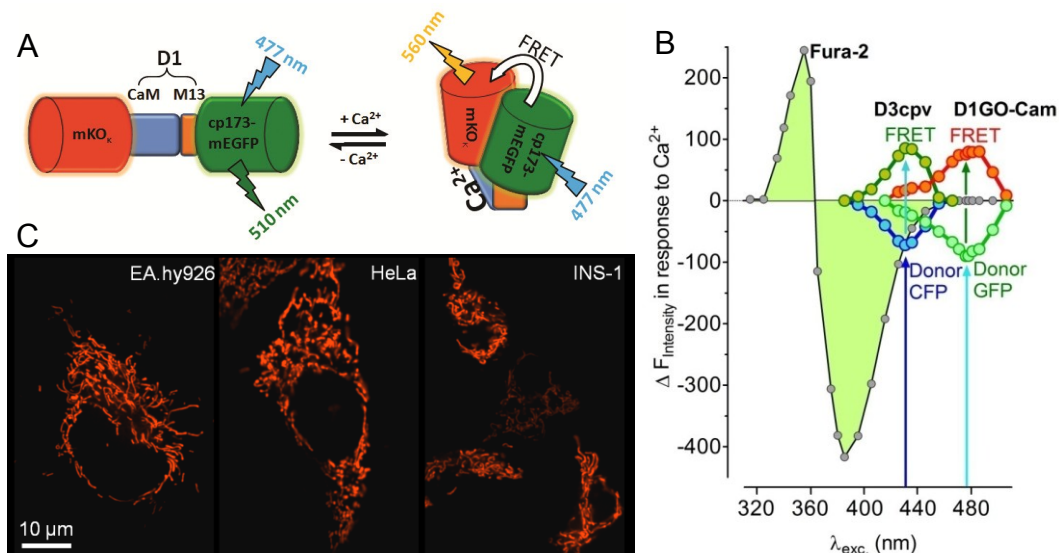 A
D1
CaM M13
mKOκ
477 nm
cp173-
mEGFP
510 nm
+ Ca²⁺
- Ca²⁺
560 nm
FRET
mKOκ
cp173-
mEGFP
Ca²⁺
477 nm
B
Fura-2
D3cpv
D1GO-Cam
FRET
FRET
Donor
CFP
Donor
GFP
Δ F Intensity in response to Ca²⁺
200
100
0
-100
-200
-300
-400
320 360 400 440 480
λexc. (nm)
C
EA.hy926
HeLa
INS-1
10 μm